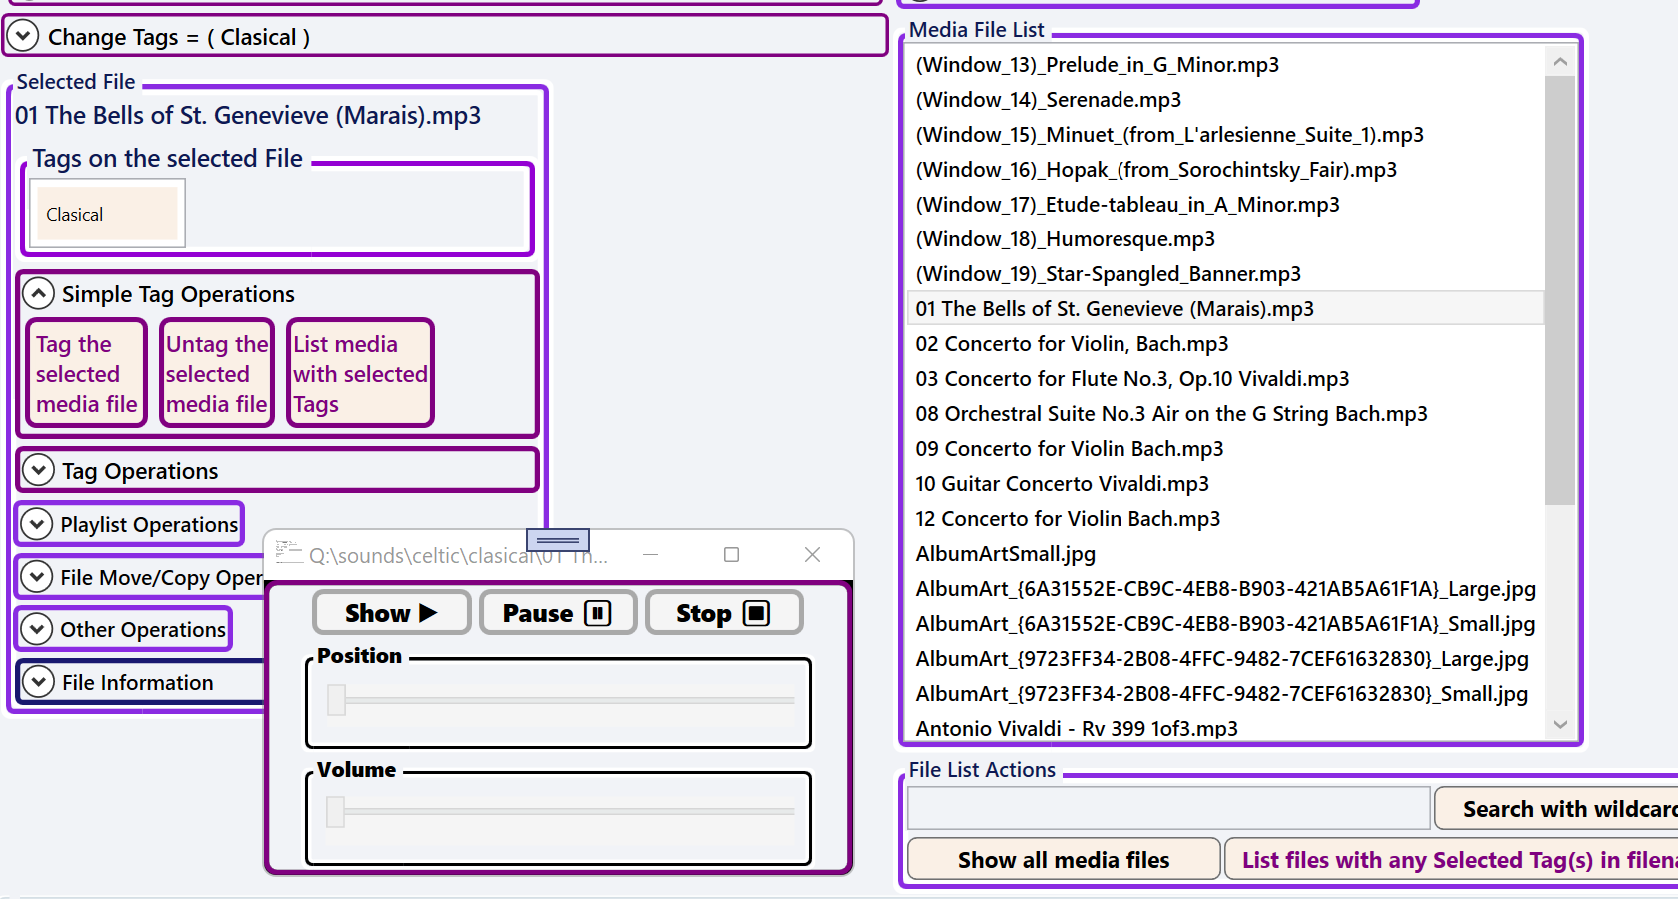 Change Tags = ( Clasical )
Selected File
01 The Bells of St. Genevieve (Marais).mp3
Tags on the selected File
Clasical
Simple Tag Operations
Tag the
selected
media file
Untag the
selected
media file
List media
with selected
Tags
Tag Operations
Playlist Operations
File Move/Copy Oper
Other Operations
File Information
Q:\sounds\celtic\clasical\01 Th...
Show
Pause
Stop
Position
Volume
Media File List
(Window_13)_Prelude_in_G_Minor.mp3
(Window_14)_Serenade.mp3
(Window_15)_Minuet_(from_L'arlesienne_Suite_1).mp3
(Window_16)_Hopak_(from_Sorochintsky_Fair).mp3
(Window_17)_Etude-tableau_in_A_Minor.mp3
(Window_18)_Humoresque.mp3
(Window_19)_Star-Spangled_Banner.mp3
01 The Bells of St. Genevieve (Marais).mp3
02 Concerto for Violin, Bach.mp3
03 Concerto for Flute No.3, Op.10 Vivaldi.mp3
08 Orchestral Suite No.3 Air on the G String Bach.mp3
09 Concerto for Violin Bach.mp3
10 Guitar Concerto Vivaldi.mp3
12 Concerto for Violin Bach.mp3
AlbumArtSmall.jpg
AlbumArt_{6A31552E-CB9C-4EB8-B903-421AB5A61F1A}_Large.jpg
AlbumArt_{6A31552E-CB9C-4EB8-B903-421AB5A61F1A}_Small.jpg
AlbumArt_{9723FF34-2B08-4FFC-9482-7CEF61632830}_Large.jpg
AlbumArt_{9723FF34-2B08-4FFC-9482-7CEF61632830}_Small.jpg
Antonio Vivaldi - Rv 399 1of3.mp3
File List Actions
Search with wildcard
Show all media files
List files with any Selected Tag(s) in filena